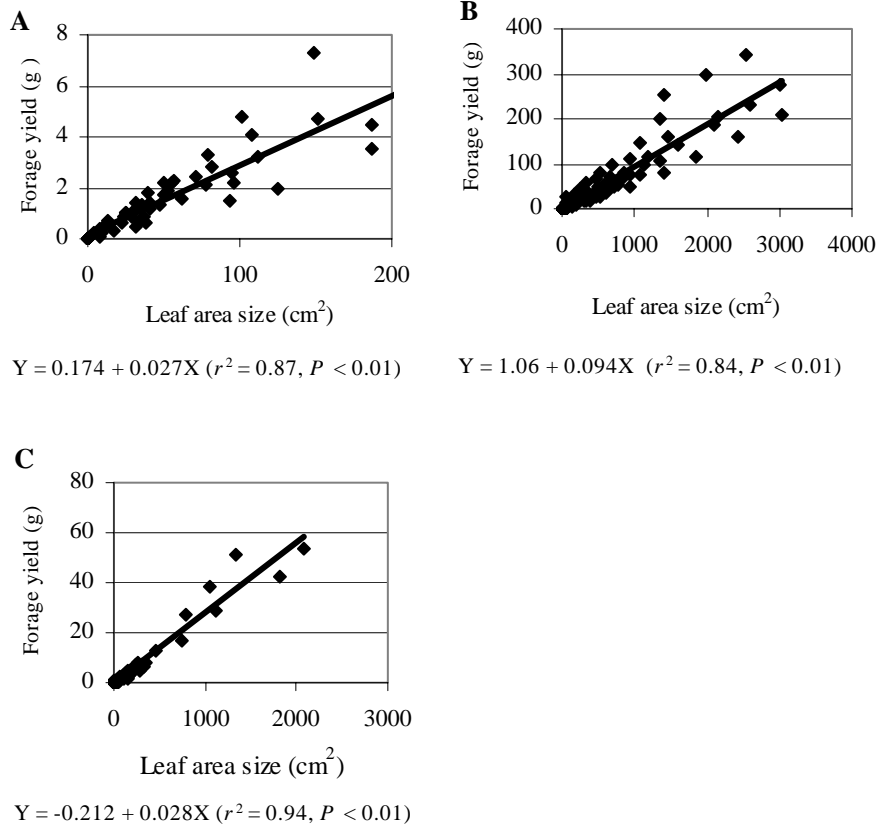 A
Forage yield (g )
8
6
4
2
0
0 100 200
Leaf area size (cm²)
Y = 0.174 + 0.027X (r² = 0.87, P < 0.01)
B
Forage yield (g)
400
300
200
100
0
0 1000 2000 3000 4000
Leaf area size (cm²)
Y = 1.06 + 0.094X (r² = 0.84, P < 0.01)
C
Forage yield (g)
80
60
40
20
0
0 1000 2000 3000
Leaf area size (cm²)
Y = -0.212 + 0.028X (r² = 0.94, P < 0.01)